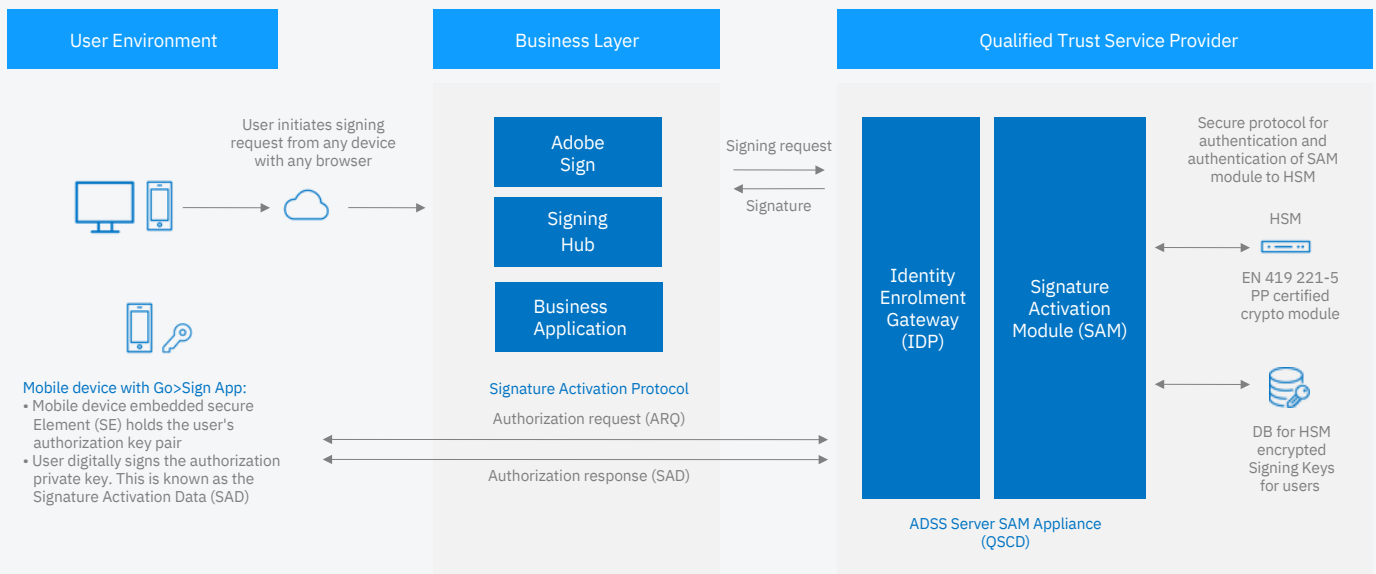 User Environment
Business Layer
Qualified Trust Service Provider
User initiates signing
request from any device
with any browser
Adobe
Sign
Signing
Hub
Business
Application
Signing request
Signature
Identity
Enrolment
Gateway
(IDP)
Signature
Activation
Module (SAM)
Secure protocol for
authentication and
authentication of SAM
module to HSM
HSM
EN 419 221-5
PP certified
crypto module
DB for HSM
encrypted
Signing Keys
for users
Mobile device with Go>Sign App:
• Mobile device embedded secure
Element (SE) holds the user's
authorization key pair
• User digitally signs the authorization
private key. This is known as the
Signature Activation Data (SAD)
Signature Activation Protocol
Authorization request (ARQ)
Authorization response (SAD)
ADSS Server SAM Appliance
(QSCD)